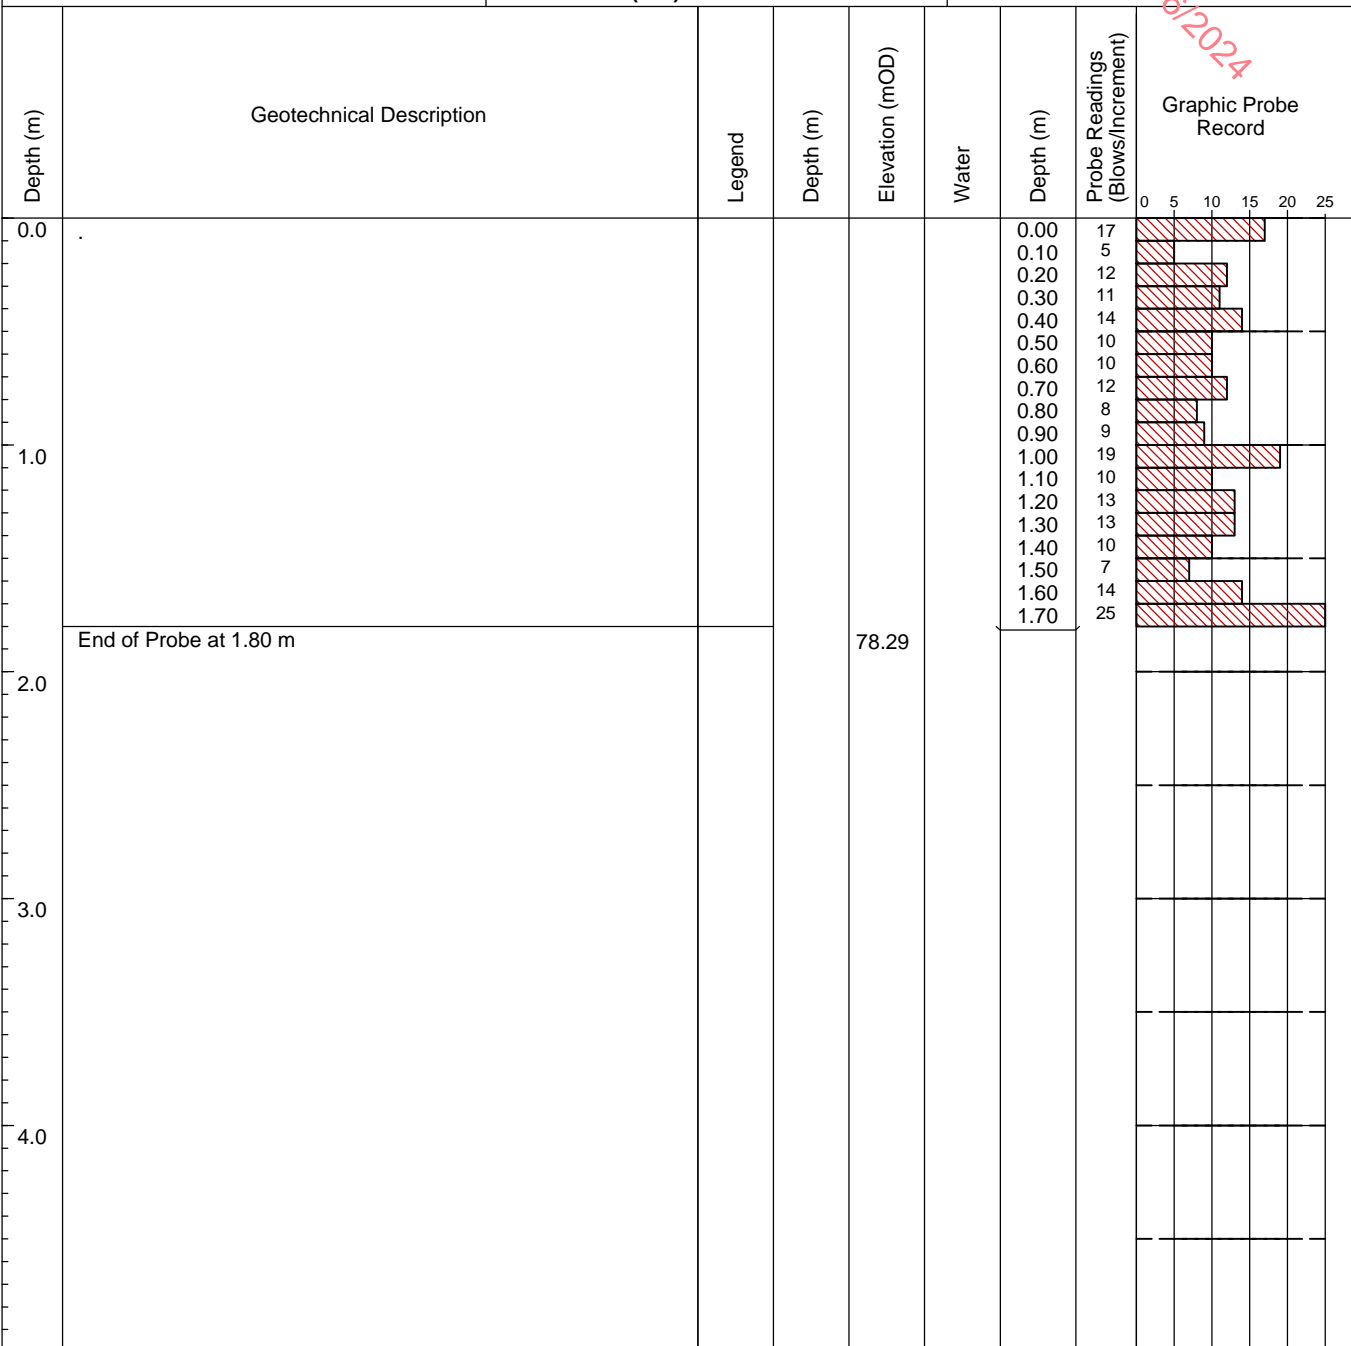 6/2024
Depth (m)
Geotechnical Description
Legend
Depth (m)
Elevation (mOD)
Water
Depth (m)
Probe Readings
(Blows/Increment)
Graphic Probe
Record
0 5 10 15 20 25
0.0 . 0.00 17
0.10 5
0.20 12
0.30 11
0.40 14
0.50 10
0.60 10
0.70 12
0.80 8
0.90 9
1.0 1.00 19
1.10 10
1.20 13
1.30 13
1.40 10
1.50 7
1.60 14
1.70 25
End of Probe at 1.80 m 78.29
2.0
3.0
4.0